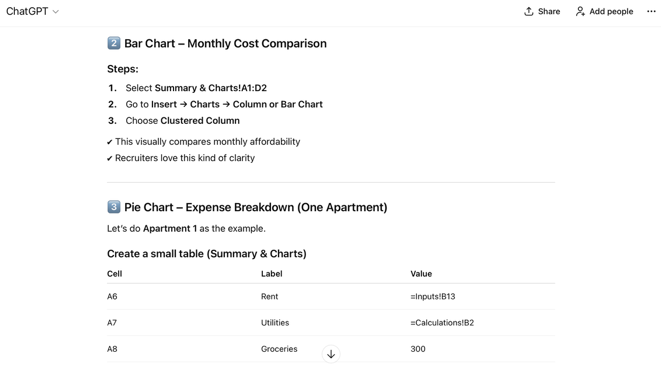 ChatGPT
Share
Add people
2 Bar Chart – Monthly Cost Comparison
Steps:
1. Select Summary & Charts!A1:D2
2. Go to Insert → Charts → Column or Bar Chart
3. Choose Clustered Column
✔ This visually compares monthly affordability
✔ Recruiters love this kind of clarity
3 Pie Chart – Expense Breakdown (One Apartment)
Let's do Apartment 1 as the example.
Create a small table (Summary & Charts)
Cell Label Value
A6 Rent =Inputs!B13
A7 Utilities =Calculations!B2
A8 Groceries 300